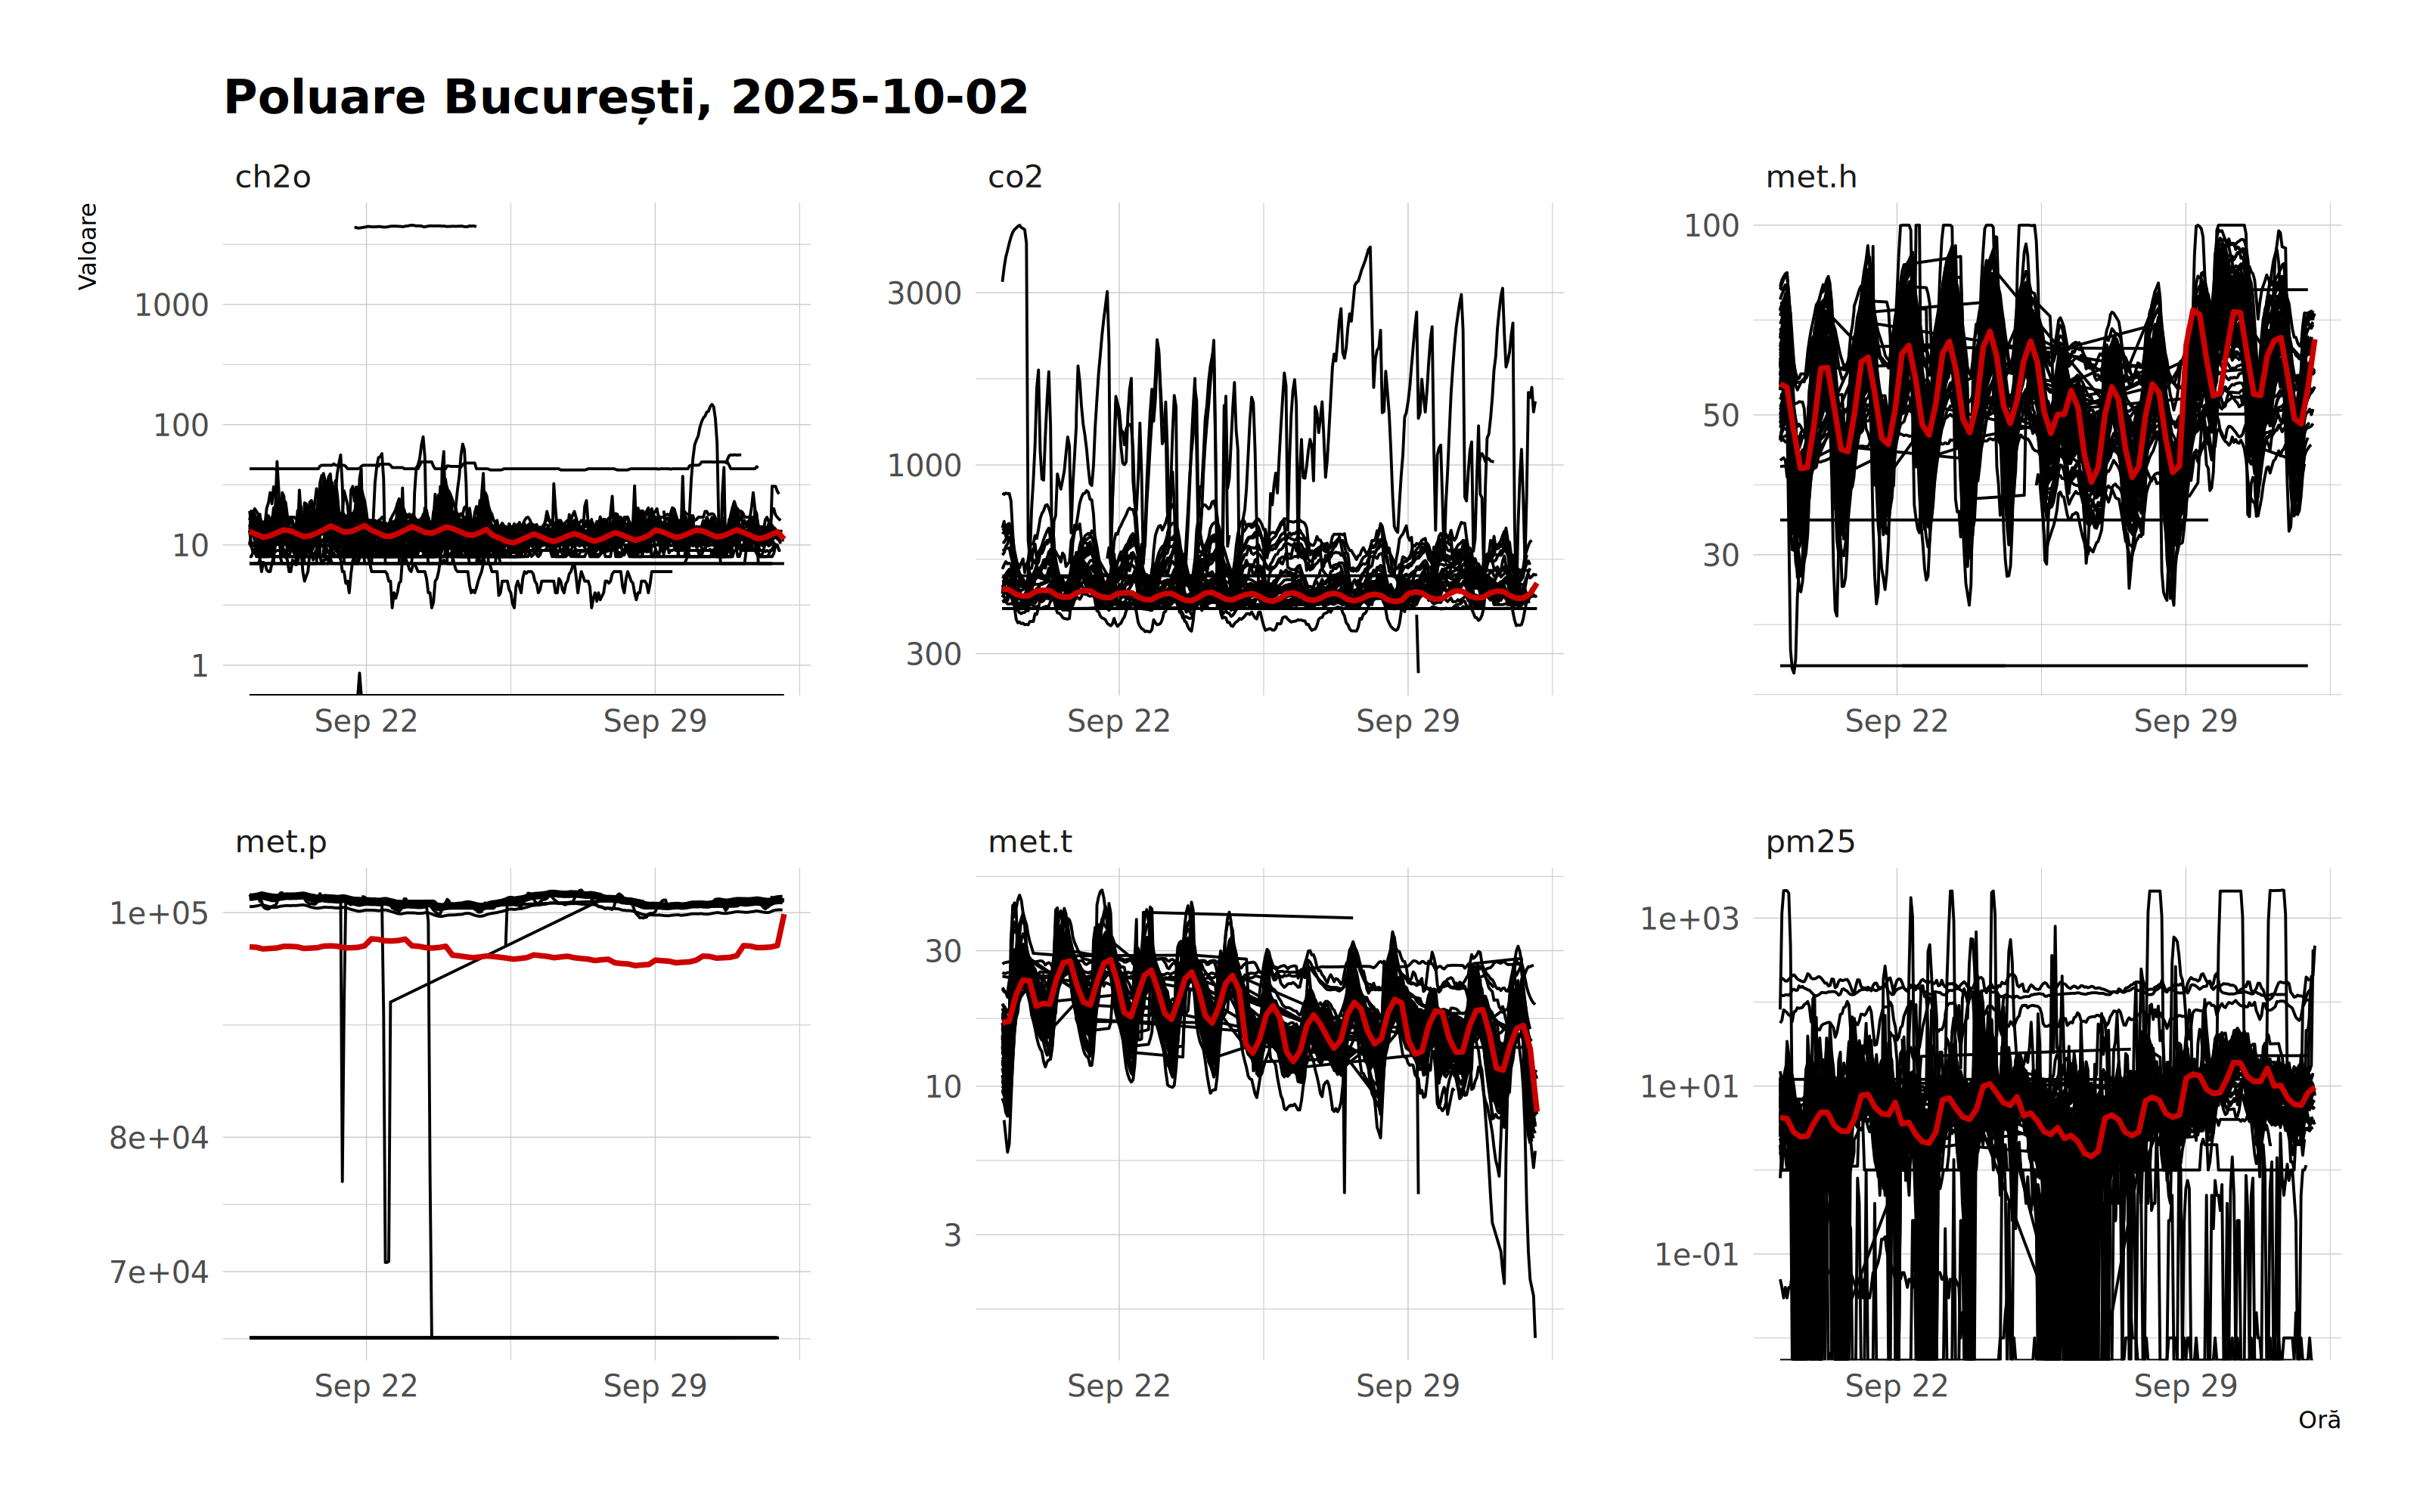 Poluare București, 2025-10-02
ch2o
co2
met.h
Valoare
1000
100
10
1
3000
1000
300
100
50
30
Sep 22
Sep 29
Sep 22
Sep 29
Sep 22
Sep 29
met.p
met.t
pm25
1e+05
8e+04
7e+04
30
10
3
1e+03
1e+01
1e-01
Sep 22
Sep 29
Sep 22
Sep 29
Sep 22
Sep 29
Oră